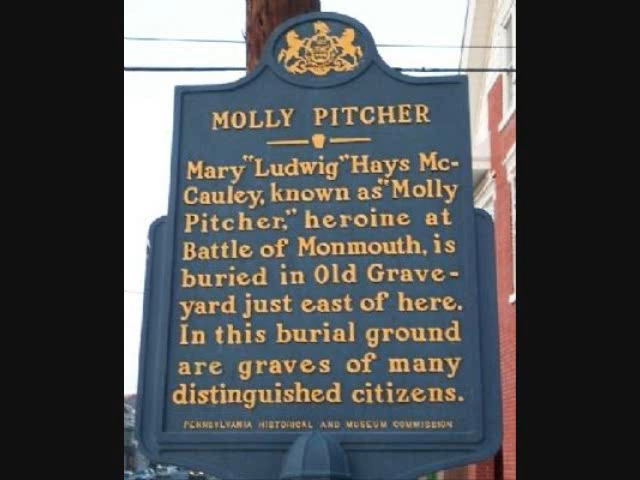 MOLLY PITCHER
Mary "Ludwig" Hays Mc-
Cauley, known as "Molly
Pitcher," heroine at
Battle of Monmouth, is
buried in Old Grave-
yard just east of here.
In this burial ground
are graves of many
distinguished citizens.
PENNSYLVANIA HISTORICAL AND MUSEUM COMMISSION